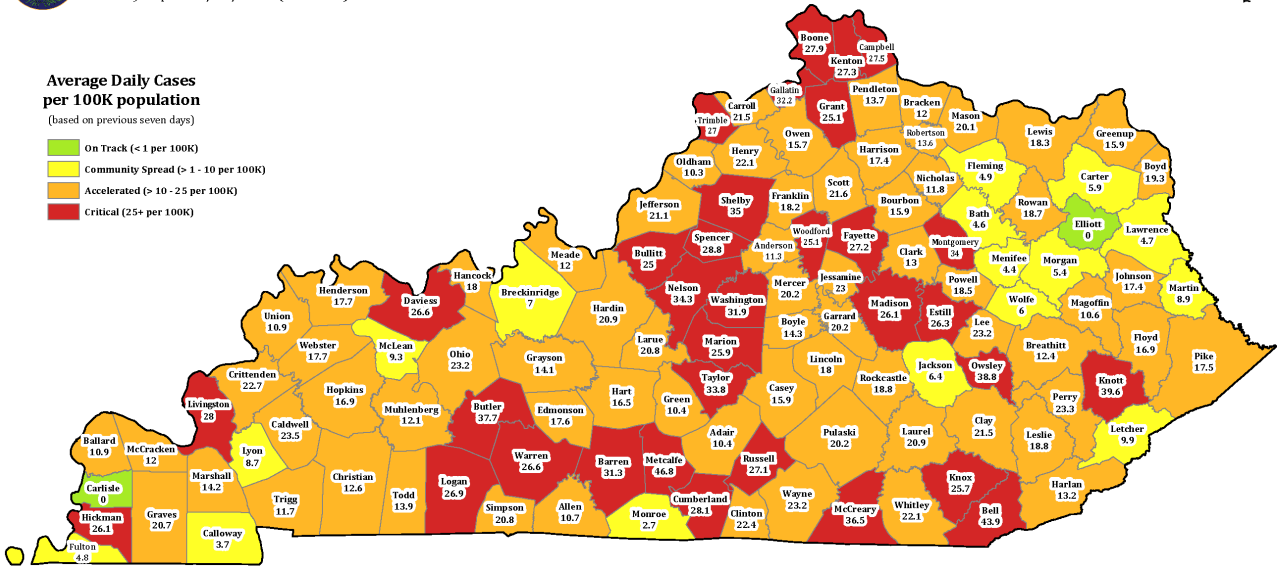 Average Daily Cases
per 100K population
(based on previous seven days)
On Track (< 1 per 100K)
Community Spread (> 1 - 10 per 100K)
Accelerated (> 10 - 25 per 100K)
Critical (25+ per 100K)
Boone
27.9
Kenton
27.3
Campbell
27.5
Gallatin
32.2
Grant
25.1
Pendleton
13.7
Bracken
12
Mason
20.1
Robertson
13.6
Lewis
18.3
Greenup
15.9
Boyd
19.3
Trimble
27
Carroll
21.5
Owen
15.7
Henry
22.1
Oldham
10.3
Harrison
17.4
Nicholas
11.8
Fleming
4.9
Carter
5.9
Rowan
18.7
Elliott
0
Lawrence
4.7
Jefferson
21.1
Shelby
35
Franklin
18.2
Scott
21.6
Bourbon
15.9
Bath
4.6
Spencer
28.8
Anderson
11.3
Woodford
25.1
Fayette
27.2
Clark
13
Montgomery
34
Menifee
4.4
Morgan
5.4
Johnson
17.4
Martin
8.9
Bullitt
25
Meade
12
Hancock
18
Breckinridge
7
Henderson
17.7
Daviess
26.6
Union
10.9
Nelson
34.3
Washington
31.9
Mercer
20.2
Jessamine
23
Powell
18.5
Wolfe
6
Magoffin
10.6
Hardin
20.9
Madison
26.1
Estill
26.3
Garrard
20.2
Boyle
14.3
Lee
23.2
Breathitt
12.4
Floyd
16.9
Pike
17.5
Webster
17.7
McLean
9.3
Ohio
23.2
Grayson
14.1
Larue
20.8
Marion
25.9
Lincoln
18
Jackson
6.4
Owsley
38.8
Knott
39.6
Crittenden
22.7
Hopkins
16.9
Muhlenberg
12.1
Butler
37.7
Edmonson
17.6
Hart
16.5
Green
10.4
Taylor
33.8
Casey
15.9
Rockcastle
18.8
Perry
23.3
Livingston
28
Caldwell
23.5
Lyon
8.7
Adair
10.4
Pulaski
20.2
Laurel
20.9
Clay
21.5
Leslie
18.8
Letcher
9.9
Ballard
10.9
McCracken
12
Marshall
14.2
Christian
12.6
Todd
13.9
Logan
26.9
Warren
26.6
Barren
31.3
Metcalfe
46.8
Russell
27.1
Knox
25.7
Harlan
13.2
Carlisle
0
Trigg
11.7
Simpson
20.8
Allen
10.7
Monroe
2.7
Cumberland
28.1
Clinton
22.4
Wayne
23.2
McCreary
36.5
Whitley
22.1
Bell
43.9
Hickman
26.1
Graves
20.7
Calloway
3.7
Fulton
4.8